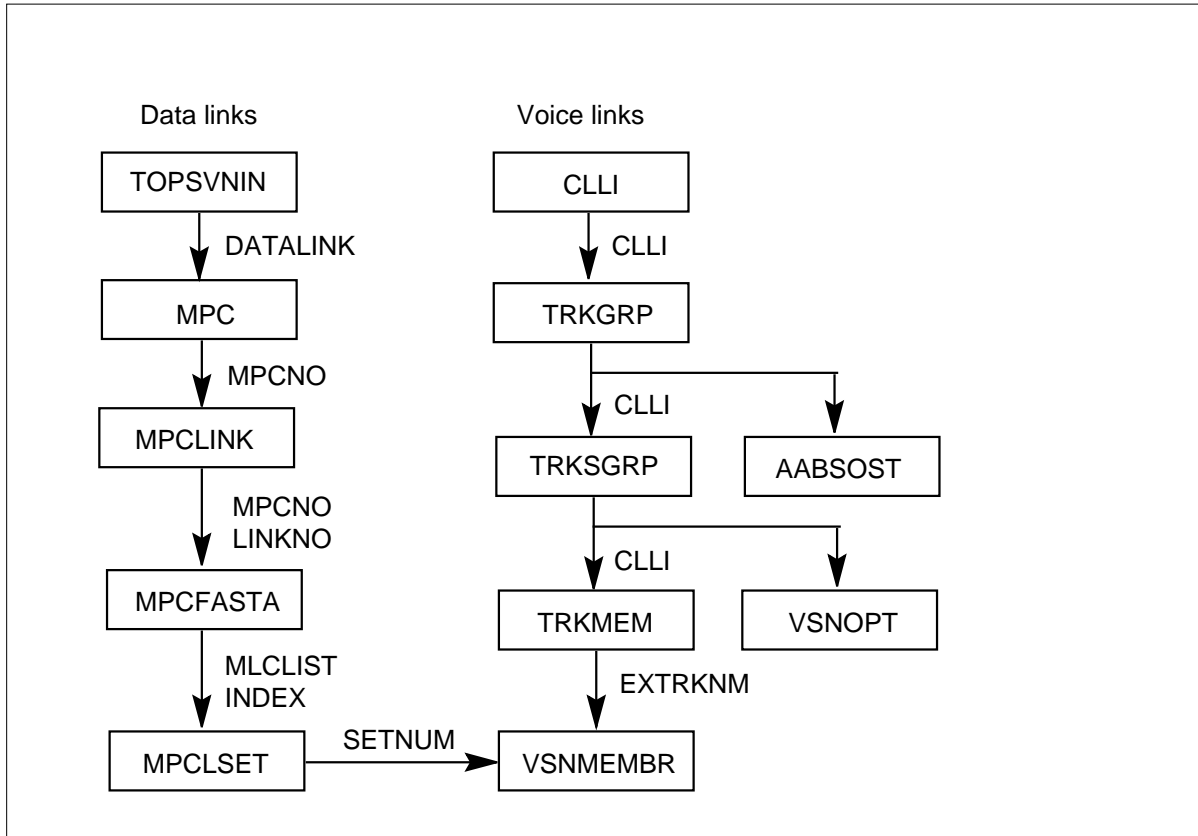 Data links
Voice links
TOPSVNIN
CLLI
DATALINK
CLLI
MPC
TRKGRP
MPCNO
CLLI
MPCLINK
TRKSGRP
AABSOST
MPCNO
LINKNO
CLLI
MPCFASTA
TRKMEM
VSNOPT
MLCLIST
INDEX
EXTRKNM
SETNUM
MPCLSET
VSNMEMBR